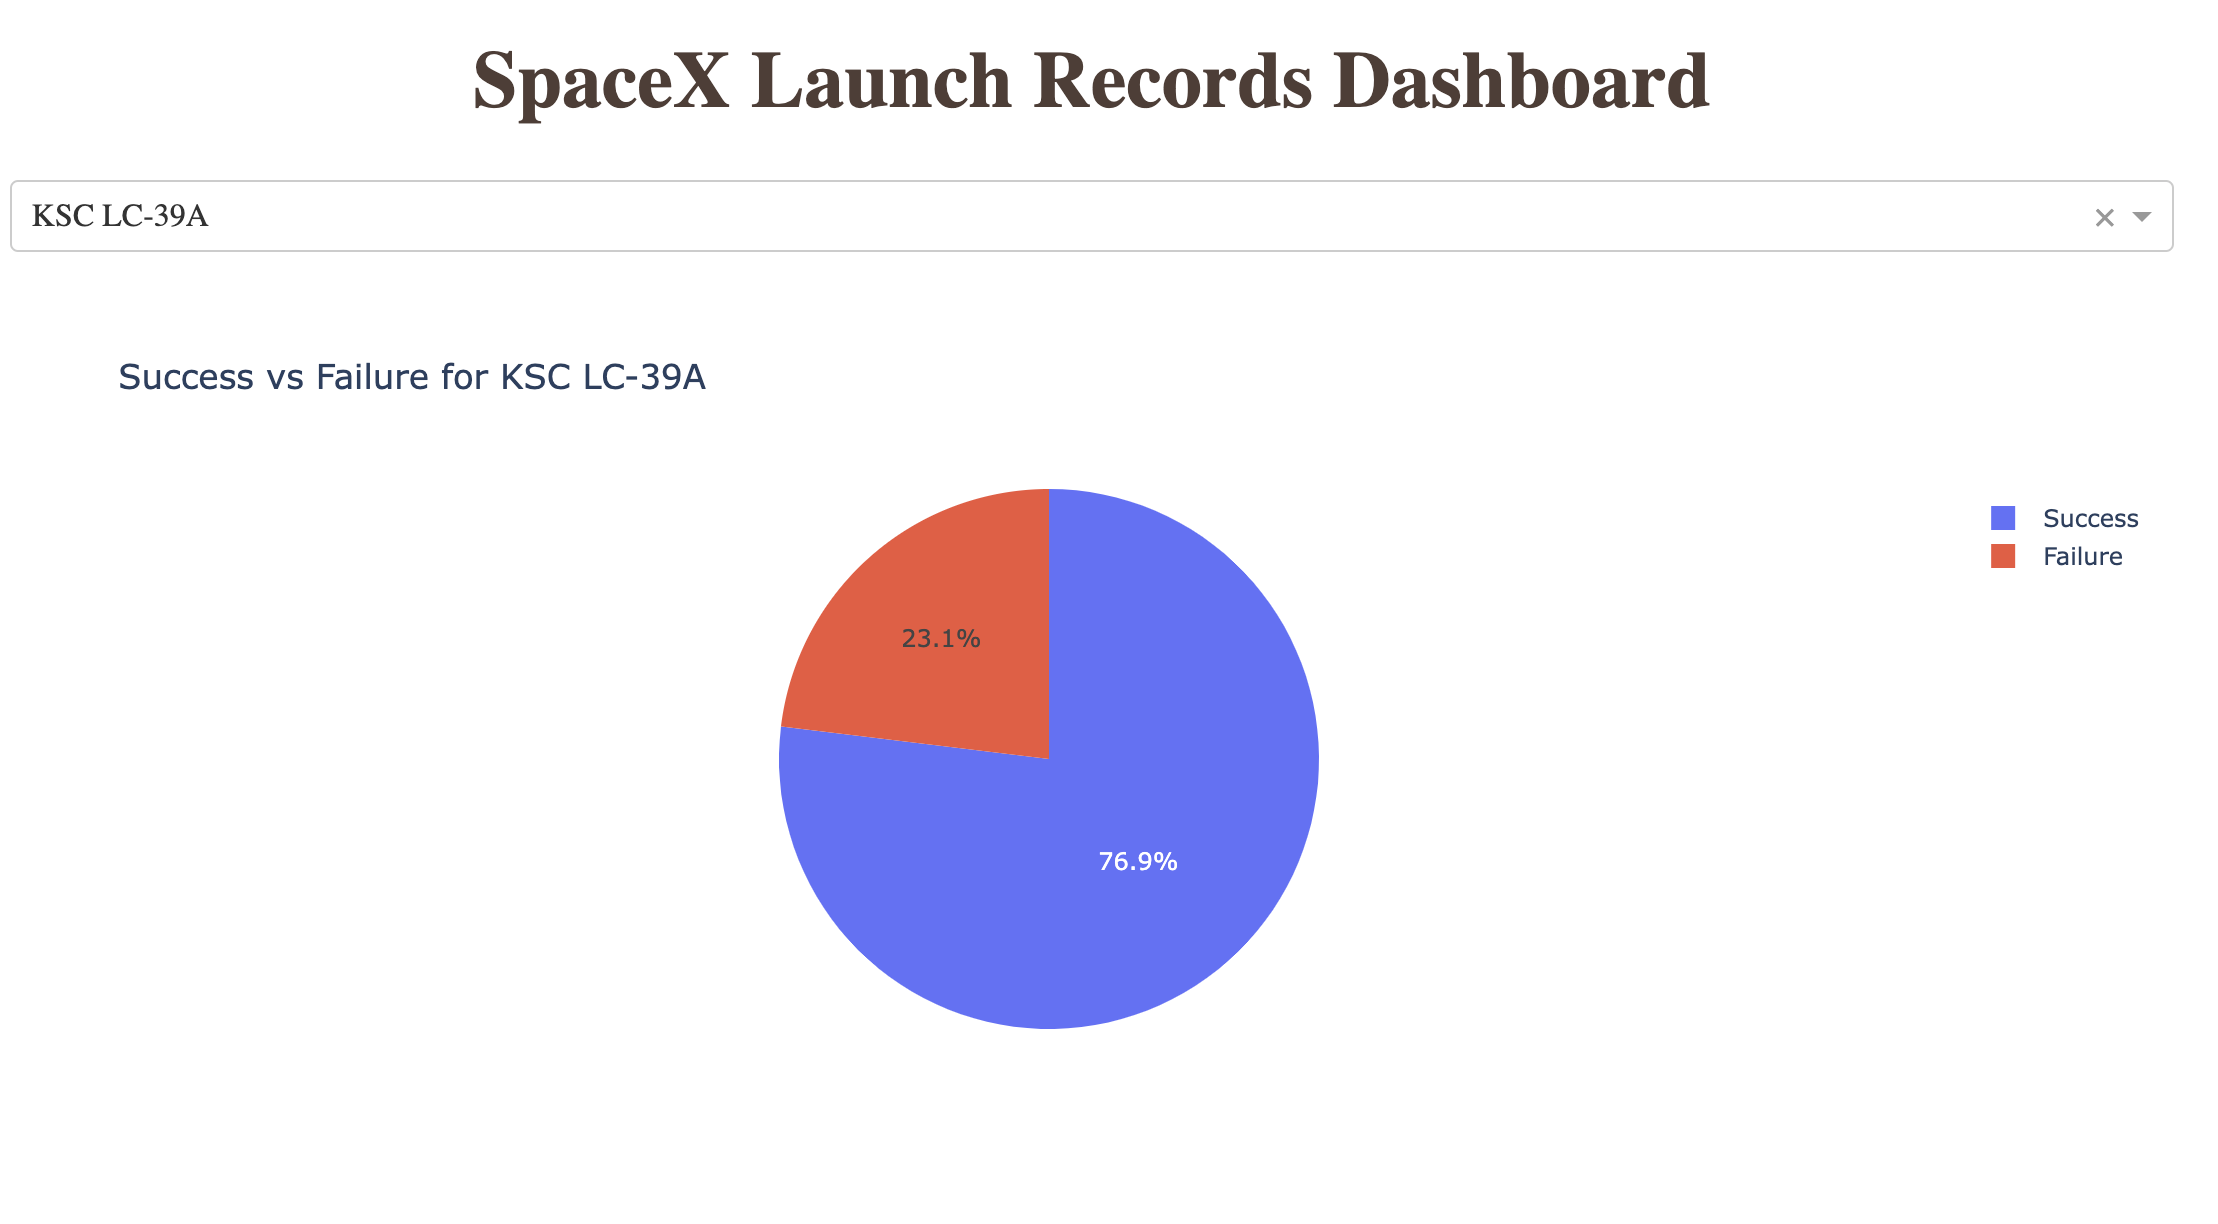 SpaceX Launch Records Dashboard
KSC LC-39A
Success vs Failure for KSC LC-39A
Success
Failure
23.1%
76.9%